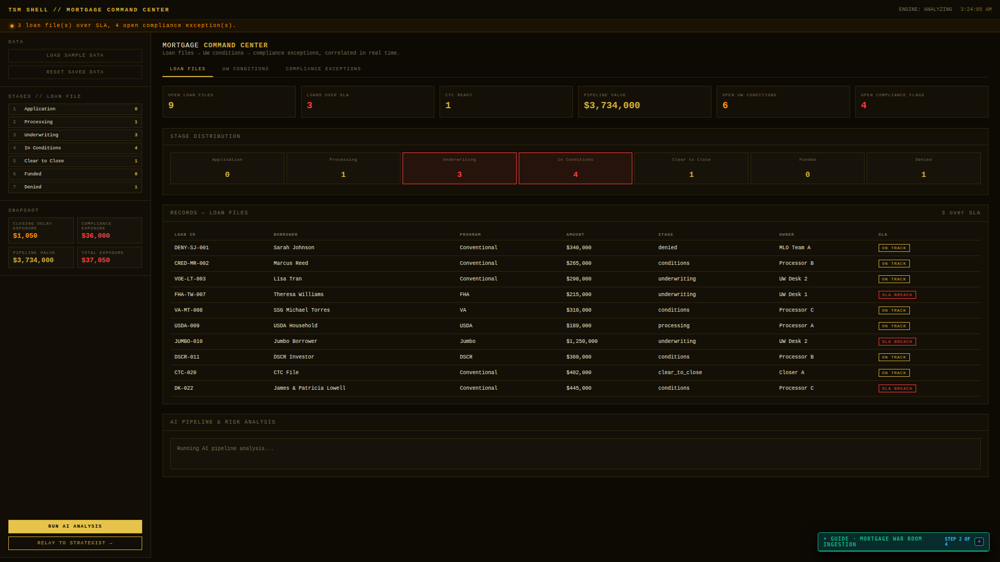 TSM SHELL // MORTGAGE COMMAND CENTER
ENGINE: ANALYZING 3:24:05 AM
3 loan file(s) over SLA, 4 open compliance exception(s).
DATA
LOAD SAMPLE DATA
RESET SAVED DATA
STAGES // LOAN FILE
1 Application 0
2 Processing 1
3 Underwriting 3
4 In Conditions 4
5 Clear to Close 1
6 Funded 0
7 Denied 1
SNAPSHOT
CLOSING DELAY EXPOSURE
$1,050
COMPLIANCE EXPOSURE
$36,000
PIPELINE VALUE
$3,734,000
TOTAL EXPOSURE
$37,050
RUN AI ANALYSIS
RELAY TO STRATEGIST →
MORTGAGE COMMAND CENTER
Loan files → UW conditions → compliance exceptions, correlated in real time.
LOAN FILES UW CONDITIONS COMPLIANCE EXCEPTIONS
OPEN LOAN FILES
9
LOANS OVER SLA
3
CTC READY
1
PIPELINE VALUE
$3,734,000
OPEN UW CONDITIONS
6
OPEN COMPLIANCE FLAGS
4
STAGE DISTRIBUTION
Application
0
Processing
1
Underwriting
3
In Conditions
4
Clear to Close
1
Funded
0
Denied
1
RECORDS — LOAN FILES 3 over SLA
LOAN ID BORROWER PROGRAM AMOUNT STAGE OWNER SLA
DENY-SJ-001 Sarah Johnson Conventional $340,000 denied MLO Team A ON TRACK
CRED-MR-002 Marcus Reed Conventional $265,000 conditions Processor B ON TRACK
VOE-LT-003 Lisa Tran Conventional $298,000 underwriting UW Desk 2 ON TRACK
FHA-TW-007 Theresa Williams FHA $215,000 underwriting UW Desk 1 SLA BREACH
VA-MT-008 SSG Michael Torres VA $310,000 conditions Processor C ON TRACK
USDA-009 USDA Household USDA $189,000 processing Processor A ON TRACK
JUMBO-010 Jumbo Borrower Jumbo $1,250,000 underwriting UW Desk 2 SLA BREACH
DSCR-011 DSCR Investor DSCR $360,000 conditions Processor B ON TRACK
CTC-020 CTC File Conventional $402,000 clear_to_close Closer A ON TRACK
DK-022 James & Patricia Lowell Conventional $445,000 conditions Processor C SLA BREACH
AI PIPELINE & RISK ANALYSIS
Running AI pipeline analysis...
• GUIDE · MORTGAGE WAR ROOM INGESTION
STEP 2 OF 4
+